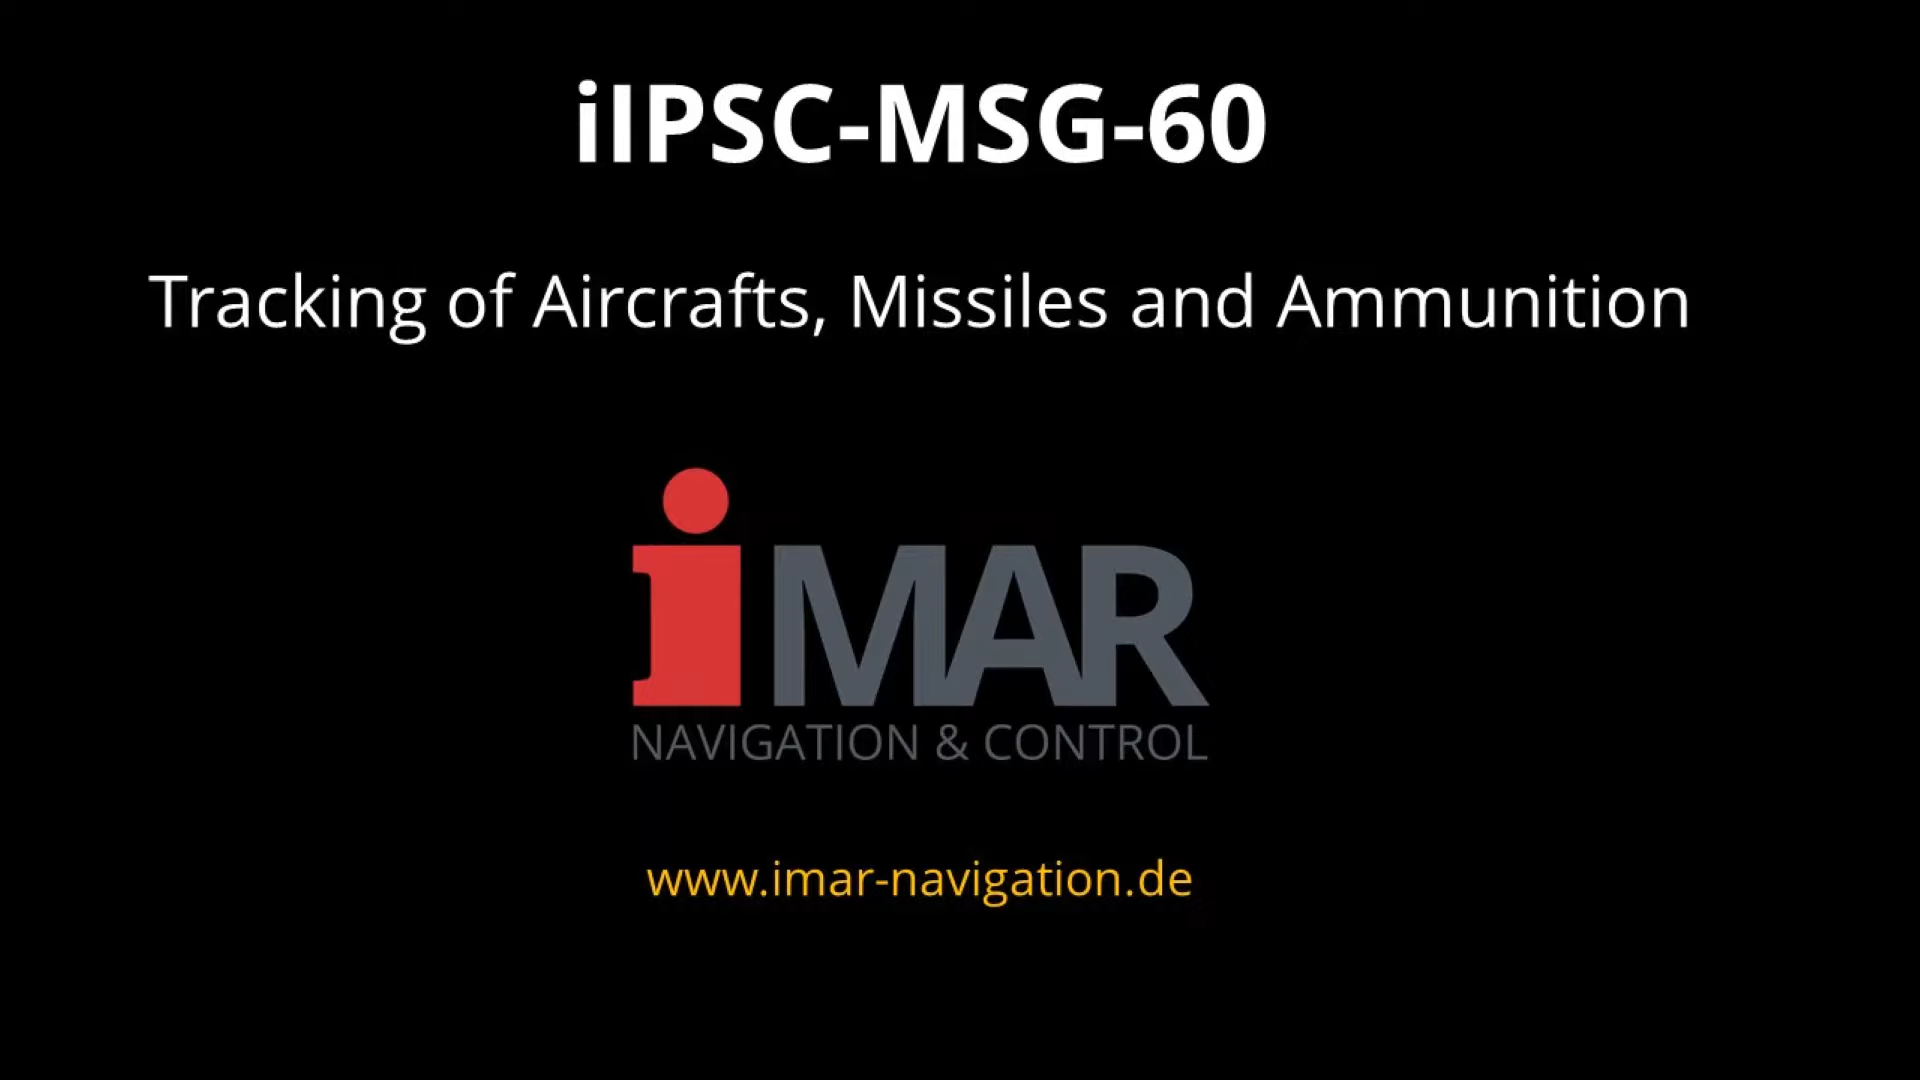 iIPSC-MSG-60
Tracking of Aircrafts, Missiles and Ammunition
iMAR
NAVIGATION & CONTROL
www.imar-navigation.de